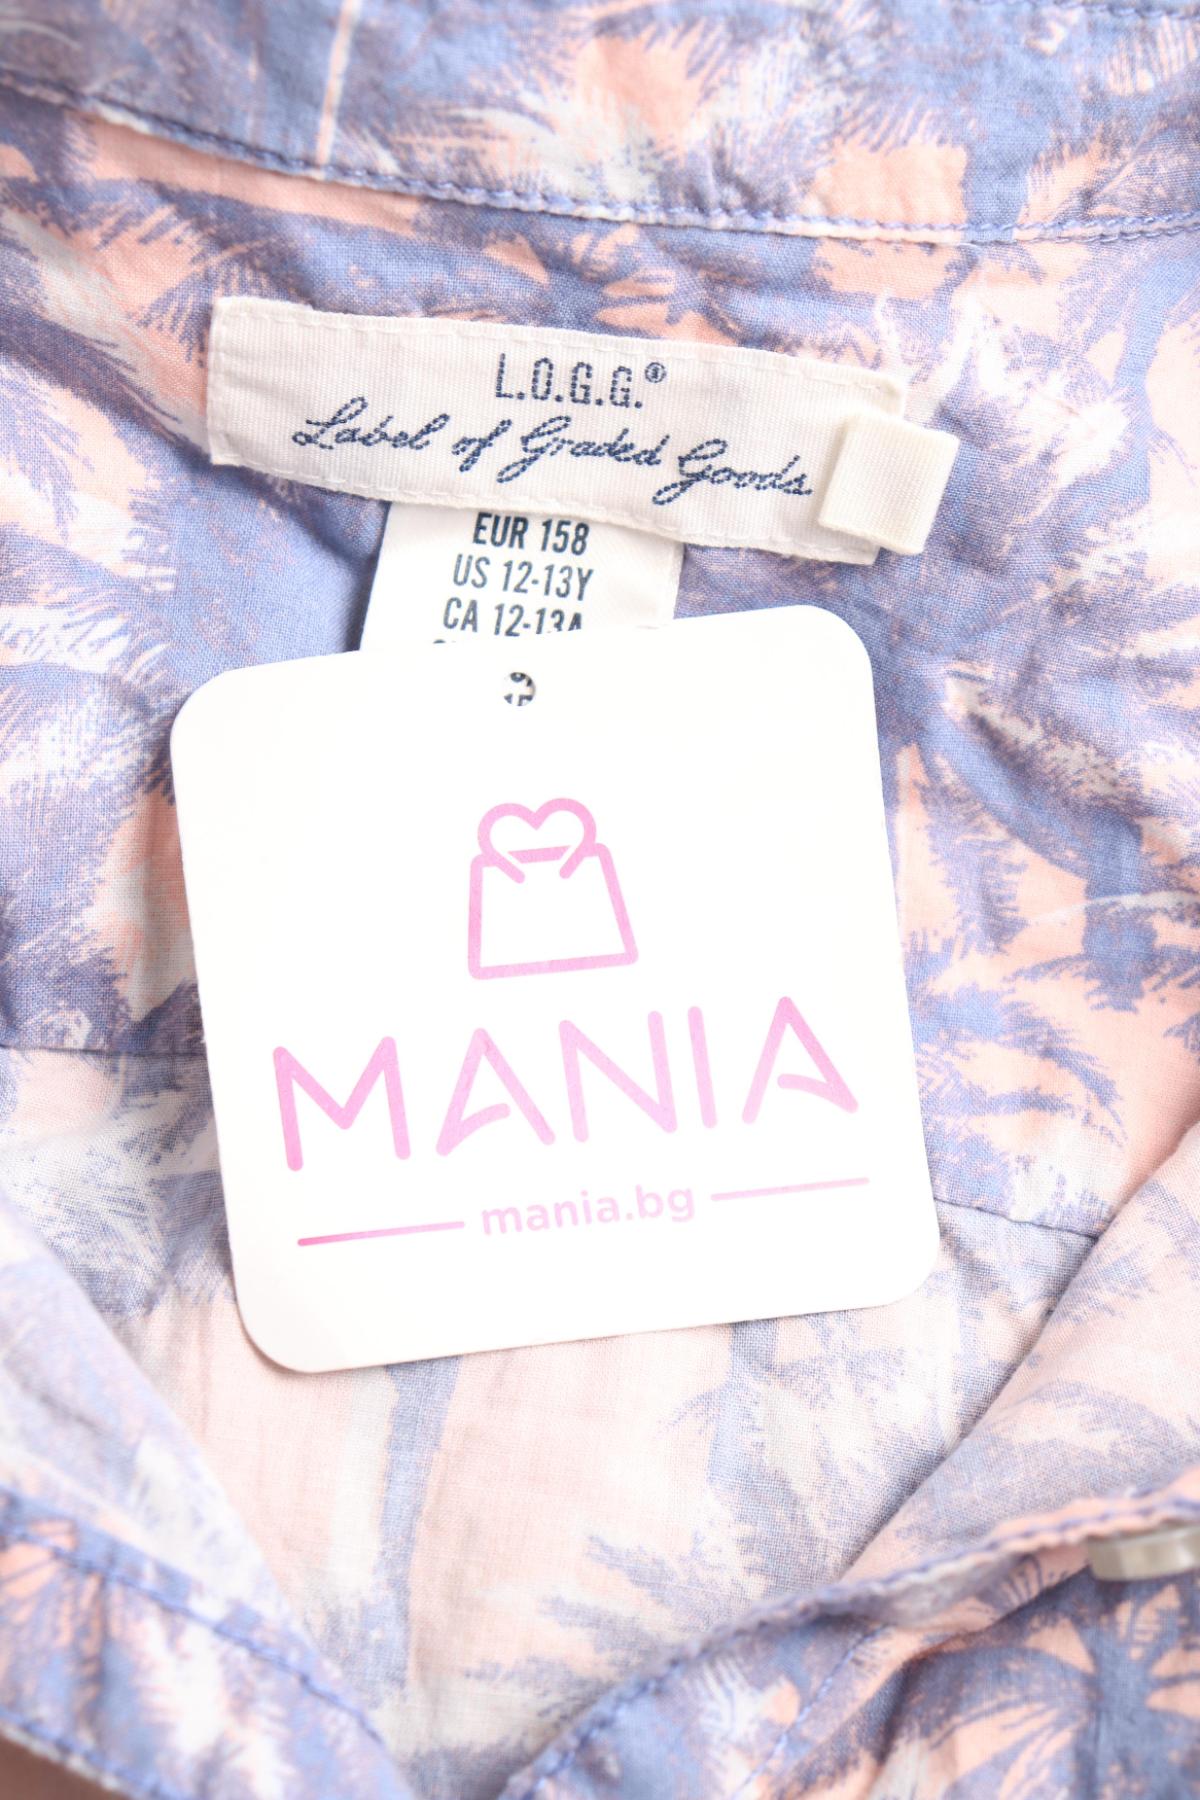 L.O.G.G.®
Label of Graded Goods
EUR 158
US 12-13Y
CA 12-13A
MANIA
mania.bg